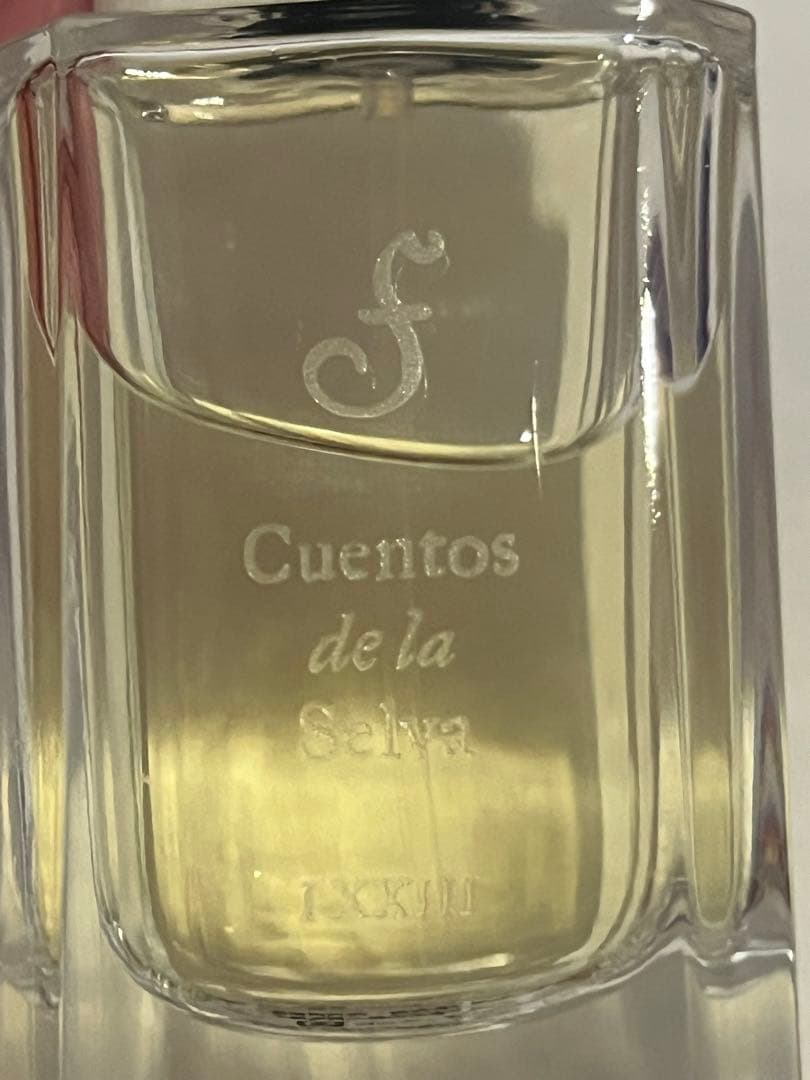 f
Cuentos
de la
Selva